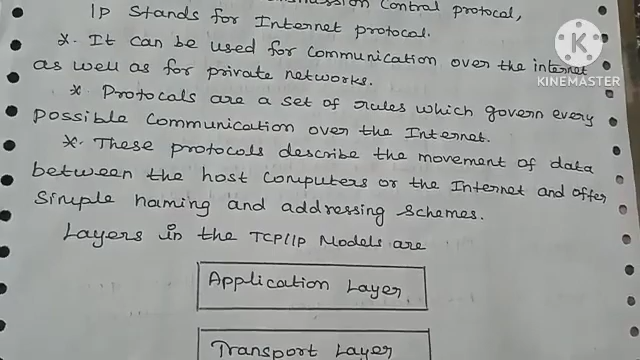 Control protocol,
IP Stands for Internet protocol.
*. It can be used for communication over the internet
as well as for private networks.
* Protocals are a set of rules which govern every
possible communication over the Internet.
*. These protocols describe the movement of data
between the host computers or the Internet and offer
simple naming and addressing schemes.
Layers in the TCP/IP Models are
Application Layer
Transport Layer
KINEMASTER